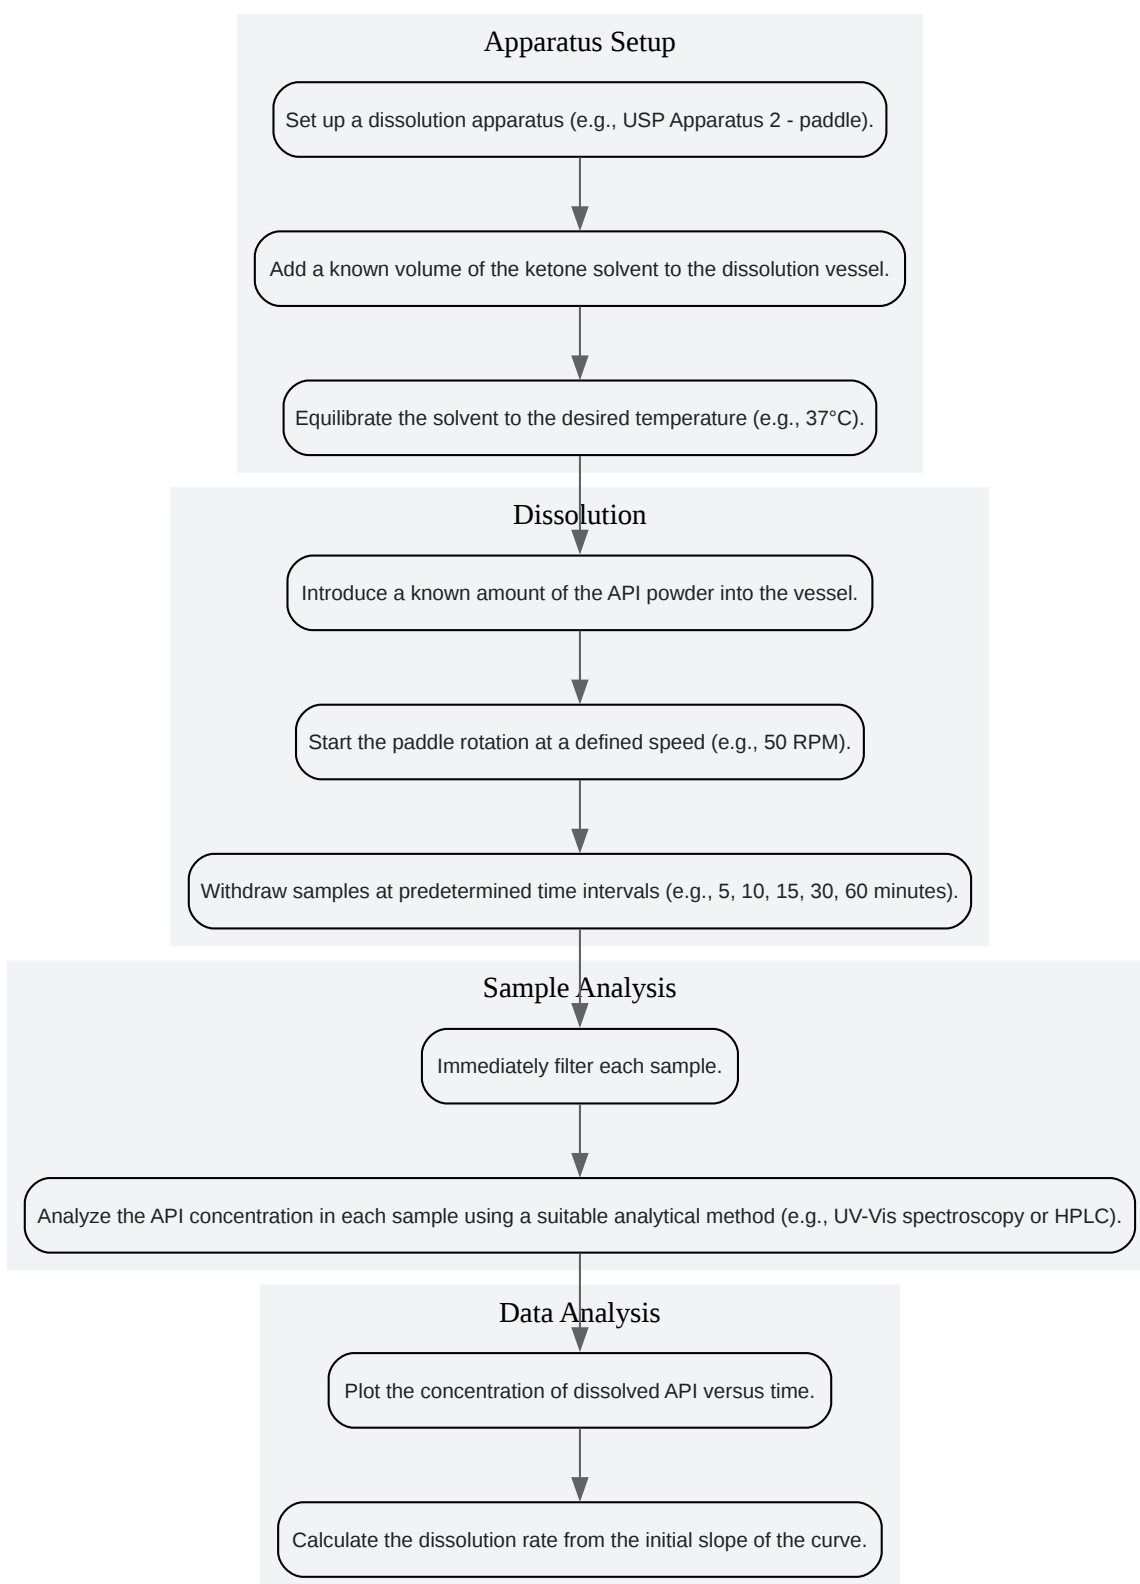 Apparatus Setup
Set up a dissolution apparatus (e.g., USP Apparatus 2 - paddle).
Add a known volume of the ketone solvent to the dissolution vessel.
Equilibrate the solvent to the desired temperature (e.g., 37°C).
Dissolution
Introduce a known amount of the API powder into the vessel.
Start the paddle rotation at a defined speed (e.g., 50 RPM).
Withdraw samples at predetermined time intervals (e.g., 5, 10, 15, 30, 60 minutes).
Sample Analysis
Immediately filter each sample.
Analyze the API concentration in each sample using a suitable analytical method (e.g., UV-Vis spectroscopy or HPLC).
Data Analysis
Plot the concentration of dissolved API versus time.
Calculate the dissolution rate from the initial slope of the curve.